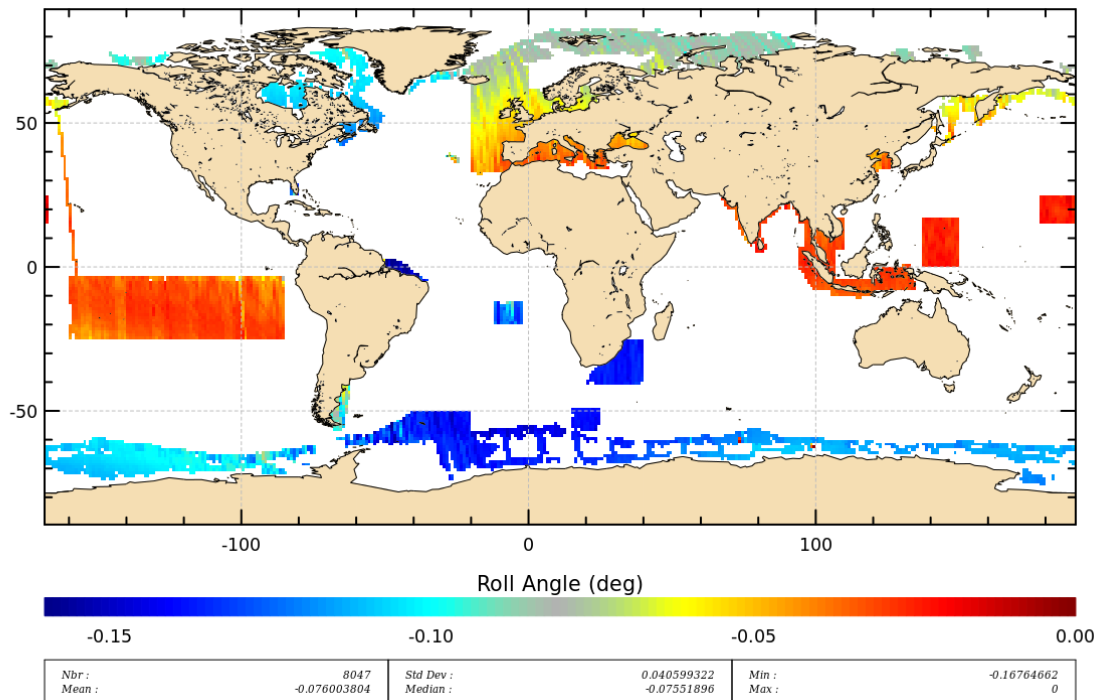 50
0
-50
-100 0 100
Roll Angle (deg)
-0.15 -0.10 -0.05 0.00
Nbr : 8047 Std Dev : 0.040599322 Min : -0.16764662
Mean : -0.076003804 Median : -0.07551896 Max : 0